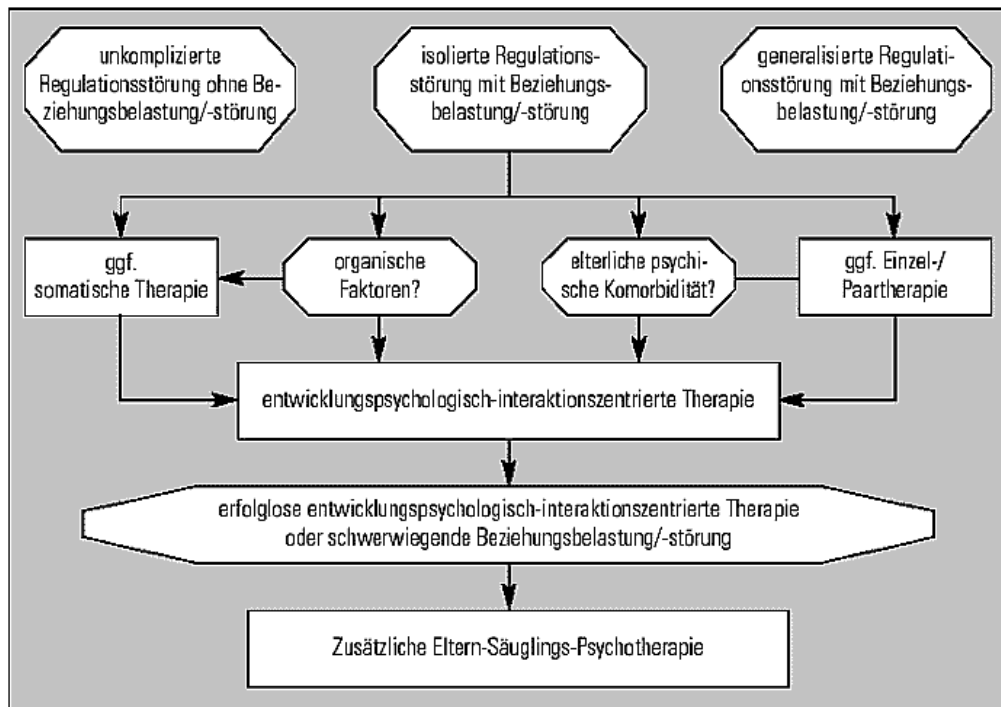 unkomplizierte
Regulationsstörung ohne Be-
ziehungsbelastung/-störung
isolierte Regulations-
störung mit Beziehungs-
belastung/-störung
generalisierte Regulati-
onsstörung mit Beziehungs-
belastung/-störung
ggf.
somatische Therapie
organische
Faktoren?
elterliche psychi-
sche Komorbidität?
ggf. Einzel-/
Paartherapie
entwicklungspsychologisch-interaktionszentrierte Therapie
erfolglose entwicklungspsychologisch-interaktionszentrierte Therapie
oder schwerwiegende Beziehungsbelastung/-störung
Zusätzliche Eltern-Säuglings-Psychotherapie